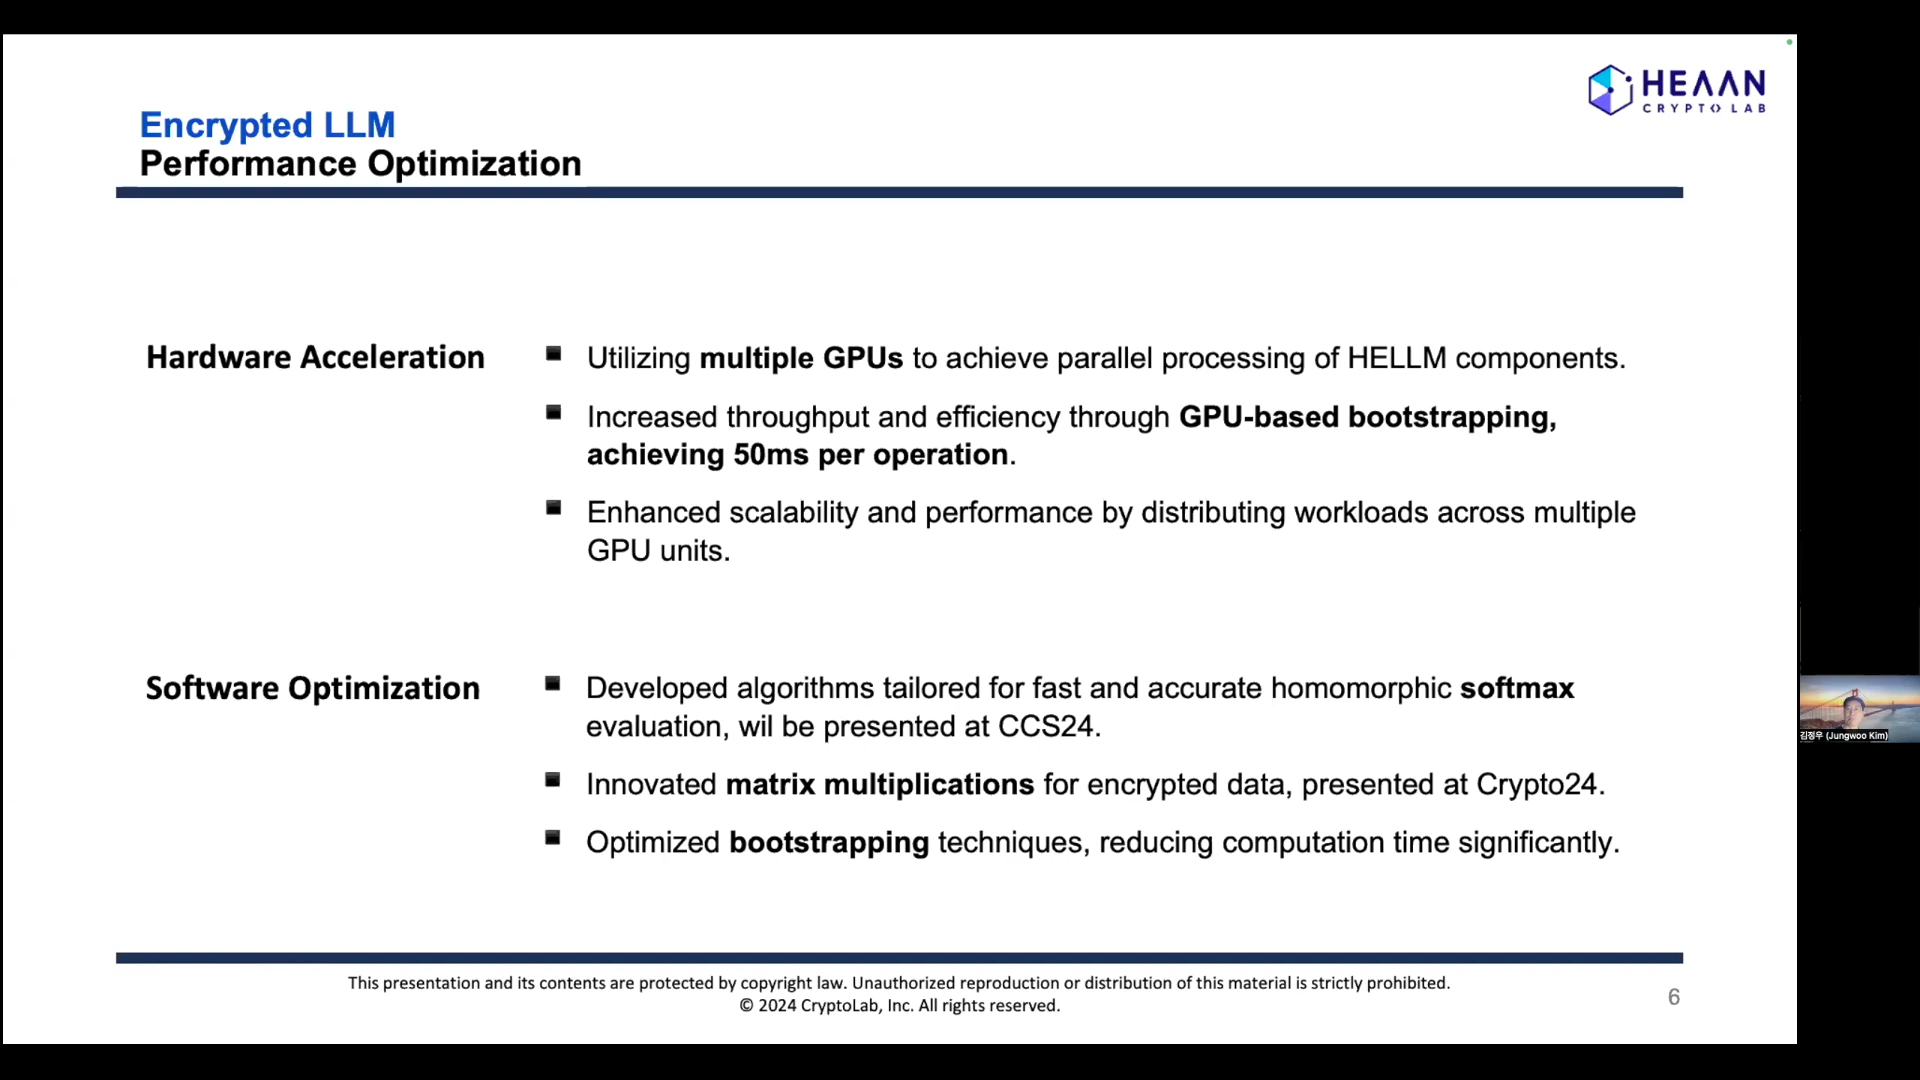 HEAAN
CRYPTO LAB
Encrypted LLM
Performance Optimization
Hardware Acceleration
■ Utilizing multiple GPUs to achieve parallel processing of HELLM components.
■ Increased throughput and efficiency through GPU-based bootstrapping,
achieving 50ms per operation.
■ Enhanced scalability and performance by distributing workloads across multiple
GPU units.
Software Optimization
■ Developed algorithms tailored for fast and accurate homomorphic softmax
evaluation, wil be presented at CCS24.
■ Innovated matrix multiplications for encrypted data, presented at Crypto24.
■ Optimized bootstrapping techniques, reducing computation time significantly.
김정우 (Jungwoo Kim)
This presentation and its contents are protected by copyright law. Unauthorized reproduction or distribution of this material is strictly prohibited.
© 2024 CryptoLab, Inc. All rights reserved.
6